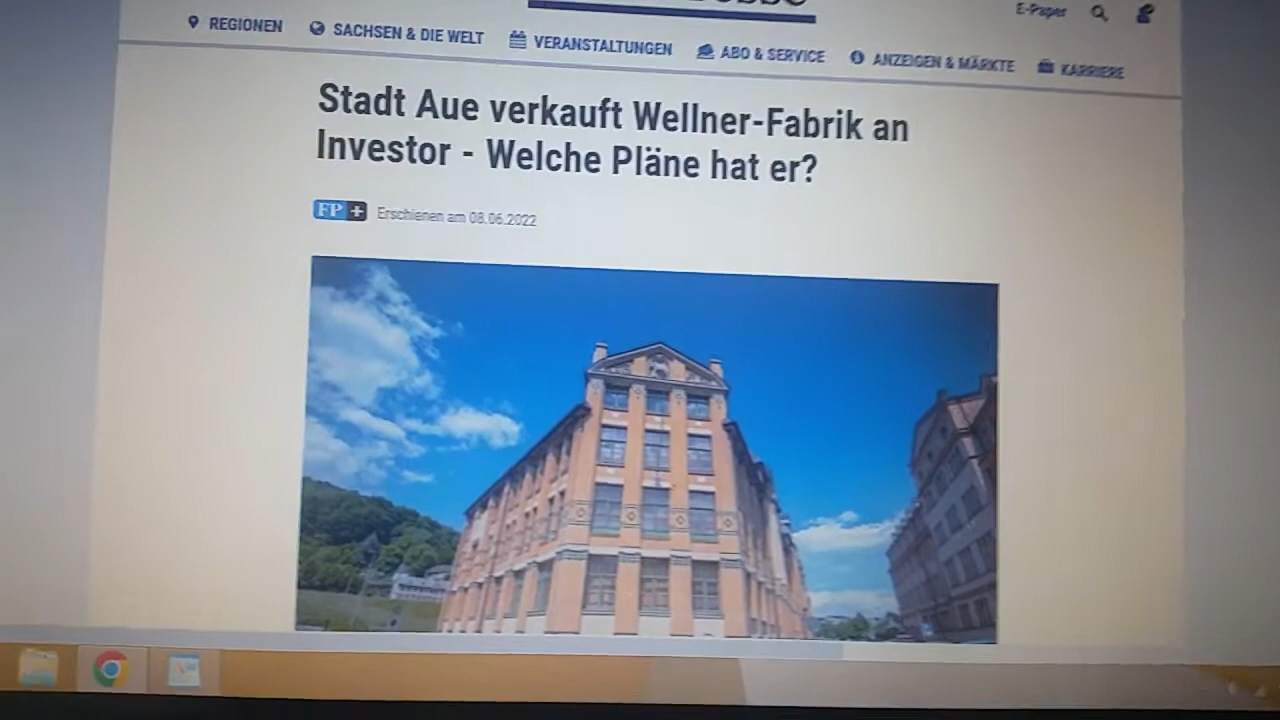 E-Paper
REGIONEN SACHSEN & DIE WELT VERANSTALTUNGEN ABO & SERVICE ANZEIGEN & MÄRKTE KARRIERE
Stadt Aue verkauft Wellner-Fabrik an
Investor - Welche Pläne hat er?
FP+ Erschienen am 08.06.2022